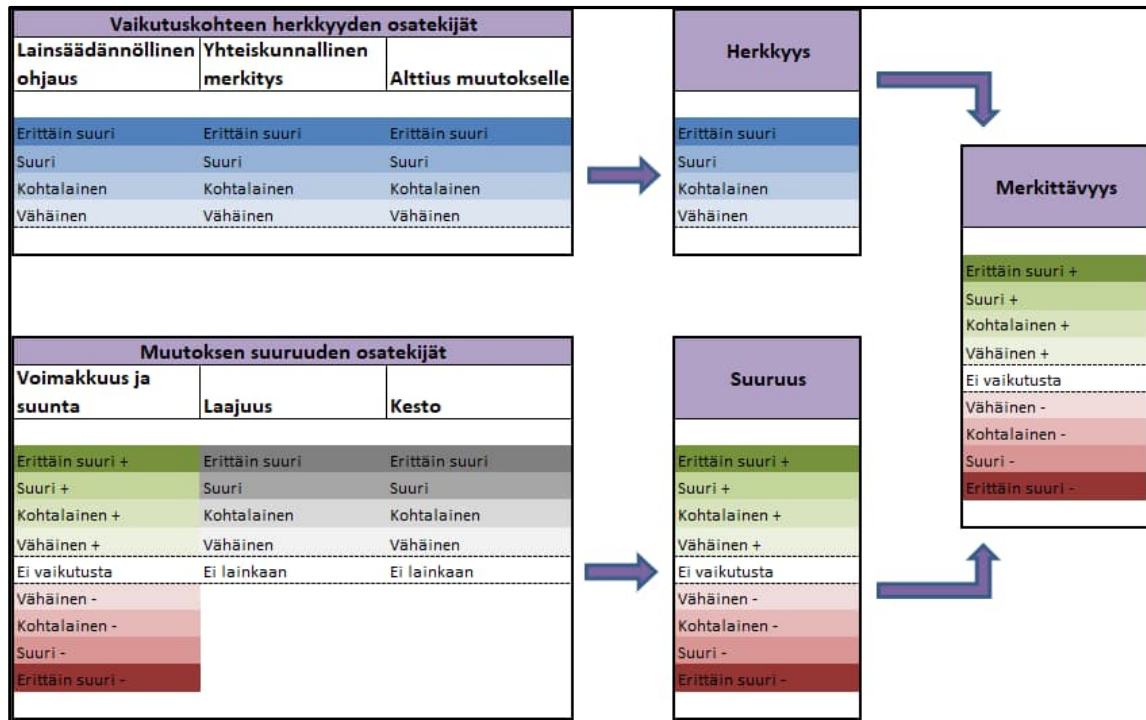 Vaikutuskohteen herkkyyden osatekijät
Lainsäädännöllinen ohjaus
Yhteiskunnallinen merkitys
Alttius muutokselle
Erittäin suuri Erittäin suuri Erittäin suuri
Suuri Suuri Suuri
Kohtalainen Kohtalainen Kohtalainen
Vähäinen Vähäinen Vähäinen
Herkkyys
Erittäin suuri
Suuri
Kohtalainen
Vähäinen
Muutoksen suuruuden osatekijät
Voimakkuus ja suunta
Laajuus
Kesto
Erittäin suuri + Erittäin suuri Erittäin suuri
Suuri + Suuri Suuri
Kohtalainen + Kohtalainen Kohtalainen
Vähäinen + Vähäinen Vähäinen
Ei vaikutusta Ei lainkaan Ei lainkaan
Vähäinen -
Kohtalainen -
Suuri -
Erittäin suuri -
Suuruus
Erittäin suuri +
Suuri +
Kohtalainen +
Vähäinen +
Ei vaikutusta
Vähäinen -
Kohtalainen -
Suuri -
Erittäin suuri -
Merkittävyys
Erittäin suuri +
Suuri +
Kohtalainen +
Vähäinen +
Ei vaikutusta
Vähäinen -
Kohtalainen -
Suuri -
Erittäin suuri -